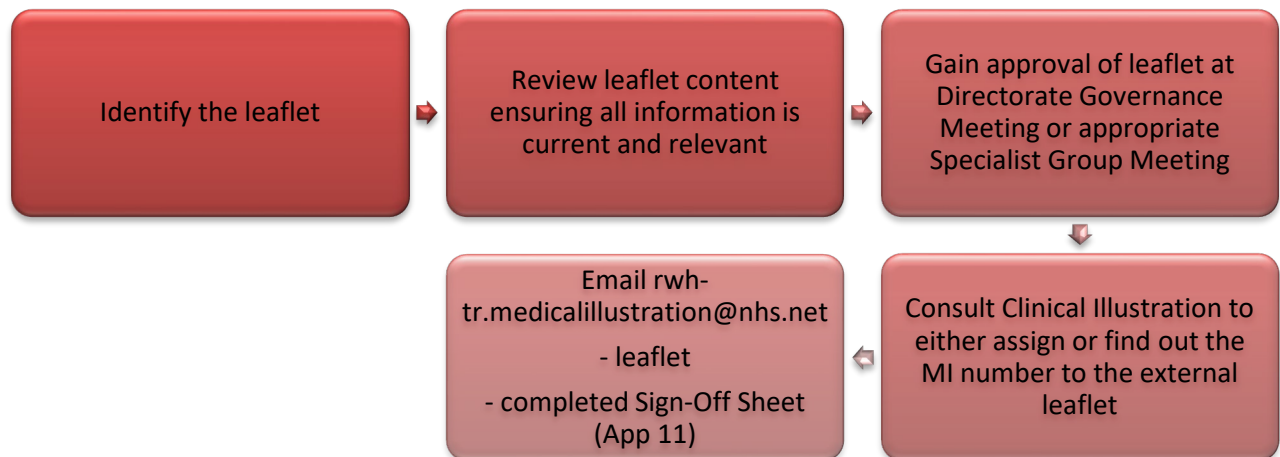 Identify the leaflet
Review leaflet content
ensuring all information is
current and relevant
Gain approval of leaflet at
Directorate Governance
Meeting or appropriate
Specialist Group Meeting
Consult Clinical Illustration to
either assign or find out the
MI number to the external
leaflet
Email rwh-
tr.medicalillustration@nhs.net
- leaflet
- completed Sign-Off Sheet
(App 11)